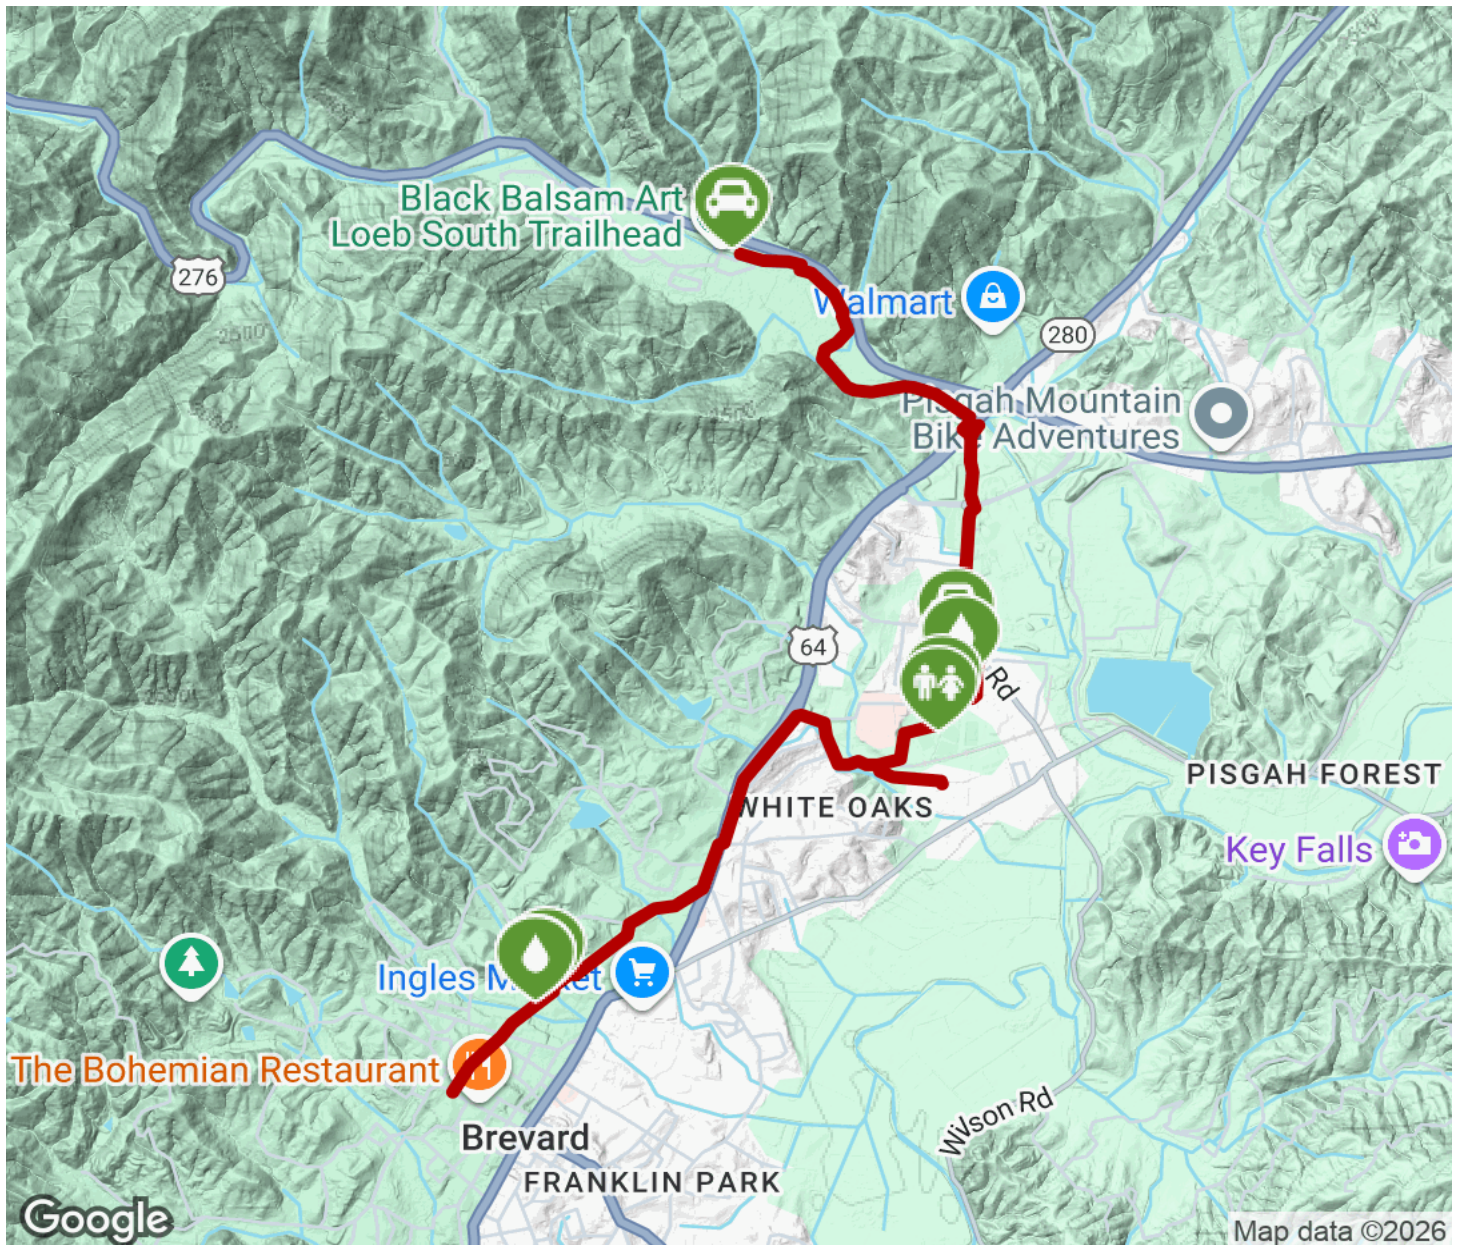 Black Balsam Art
Loeb South Trailhead
276
Walmart
280
Pisgah Mountain
Bike Adventures
64
Rd
PISGAH FOREST
WHITE OAKS
Key Falls
Ingles Market
The Bohemian Restaurant
Wilson Rd
Brevard
FRANKLIN PARK
Google
Map data ©2026